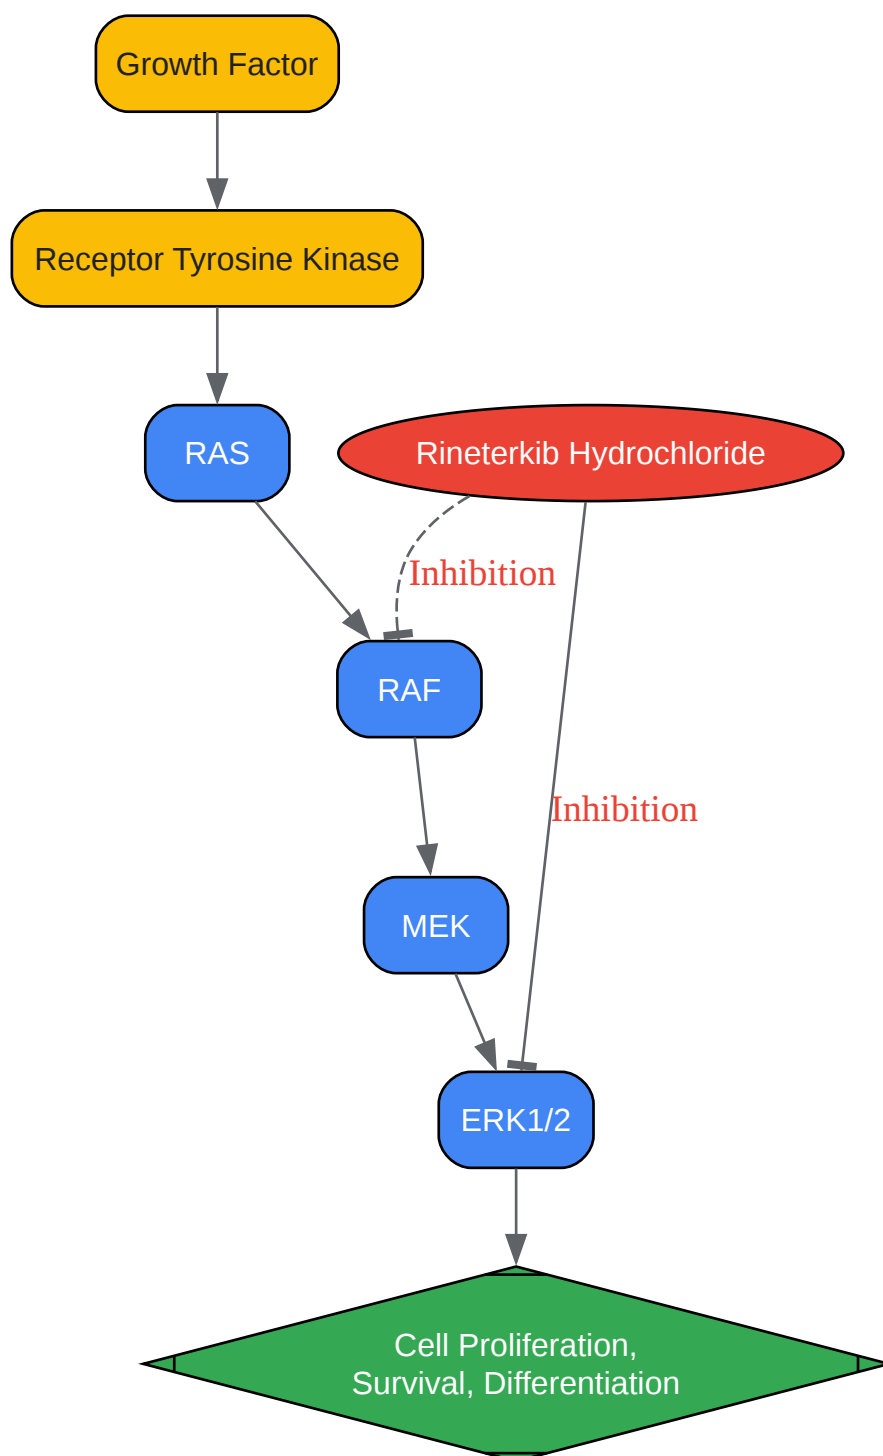 Growth Factor
Receptor Tyrosine Kinase
RAS
Rineterkib Hydrochloride
Inhibition
RAF
Inhibition
MEK
ERK1/2
Cell Proliferation,
Survival, Differentiation